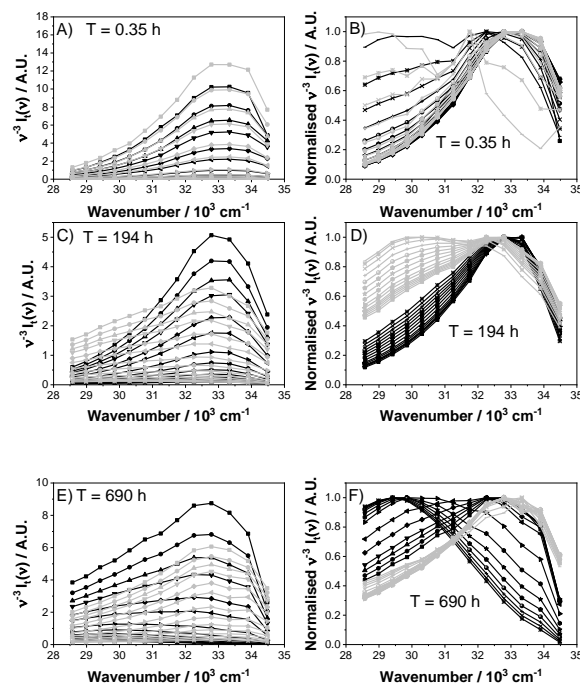 A) T = 0.35 h
ν⁻³ Iₜ(ν) / A.U.
18
16
14
12
10
8
6
4
2
0
28 29 30 31 32 33 34 35
Wavenumber / 10³ cm⁻¹
B)
T = 0.35 h
Normalised ν⁻³ Iₜ(ν) / A.U.
1.0
0.8
0.6
0.4
0.2
0.0
28 29 30 31 32 33 34 35
Wavenumber / 10³ cm⁻¹
C) T = 194 h
ν⁻³ Iₜ(ν) / A.U.
5
4
3
2
1
0
28 29 30 31 32 33 34 35
Wavenumber / 10³ cm⁻¹
D)
T = 194 h
Normalised ν⁻³ Iₜ(ν) / A.U.
1.0
0.8
0.6
0.4
0.2
0.0
28 29 30 31 32 33 34 35
Wavenumber / 10³ cm⁻¹
E) T = 690 h
ν⁻³ Iₜ(ν) / A.U.
10
8
6
4
2
0
28 29 30 31 32 33 34 35
Wavenumber / 10³ cm⁻¹
F)
T = 690 h
Normalised ν⁻³ Iₜ(ν) / A.U.
1.0
0.8
0.6
0.4
0.2
0.0
28 29 30 31 32 33 34 35
Wavenumber / 10³ cm⁻¹